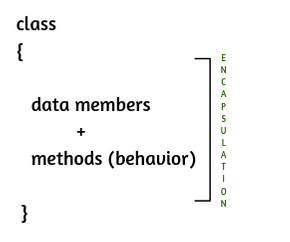 class
{
data members
+
methods (behavior)
}
ENCAPSULATION